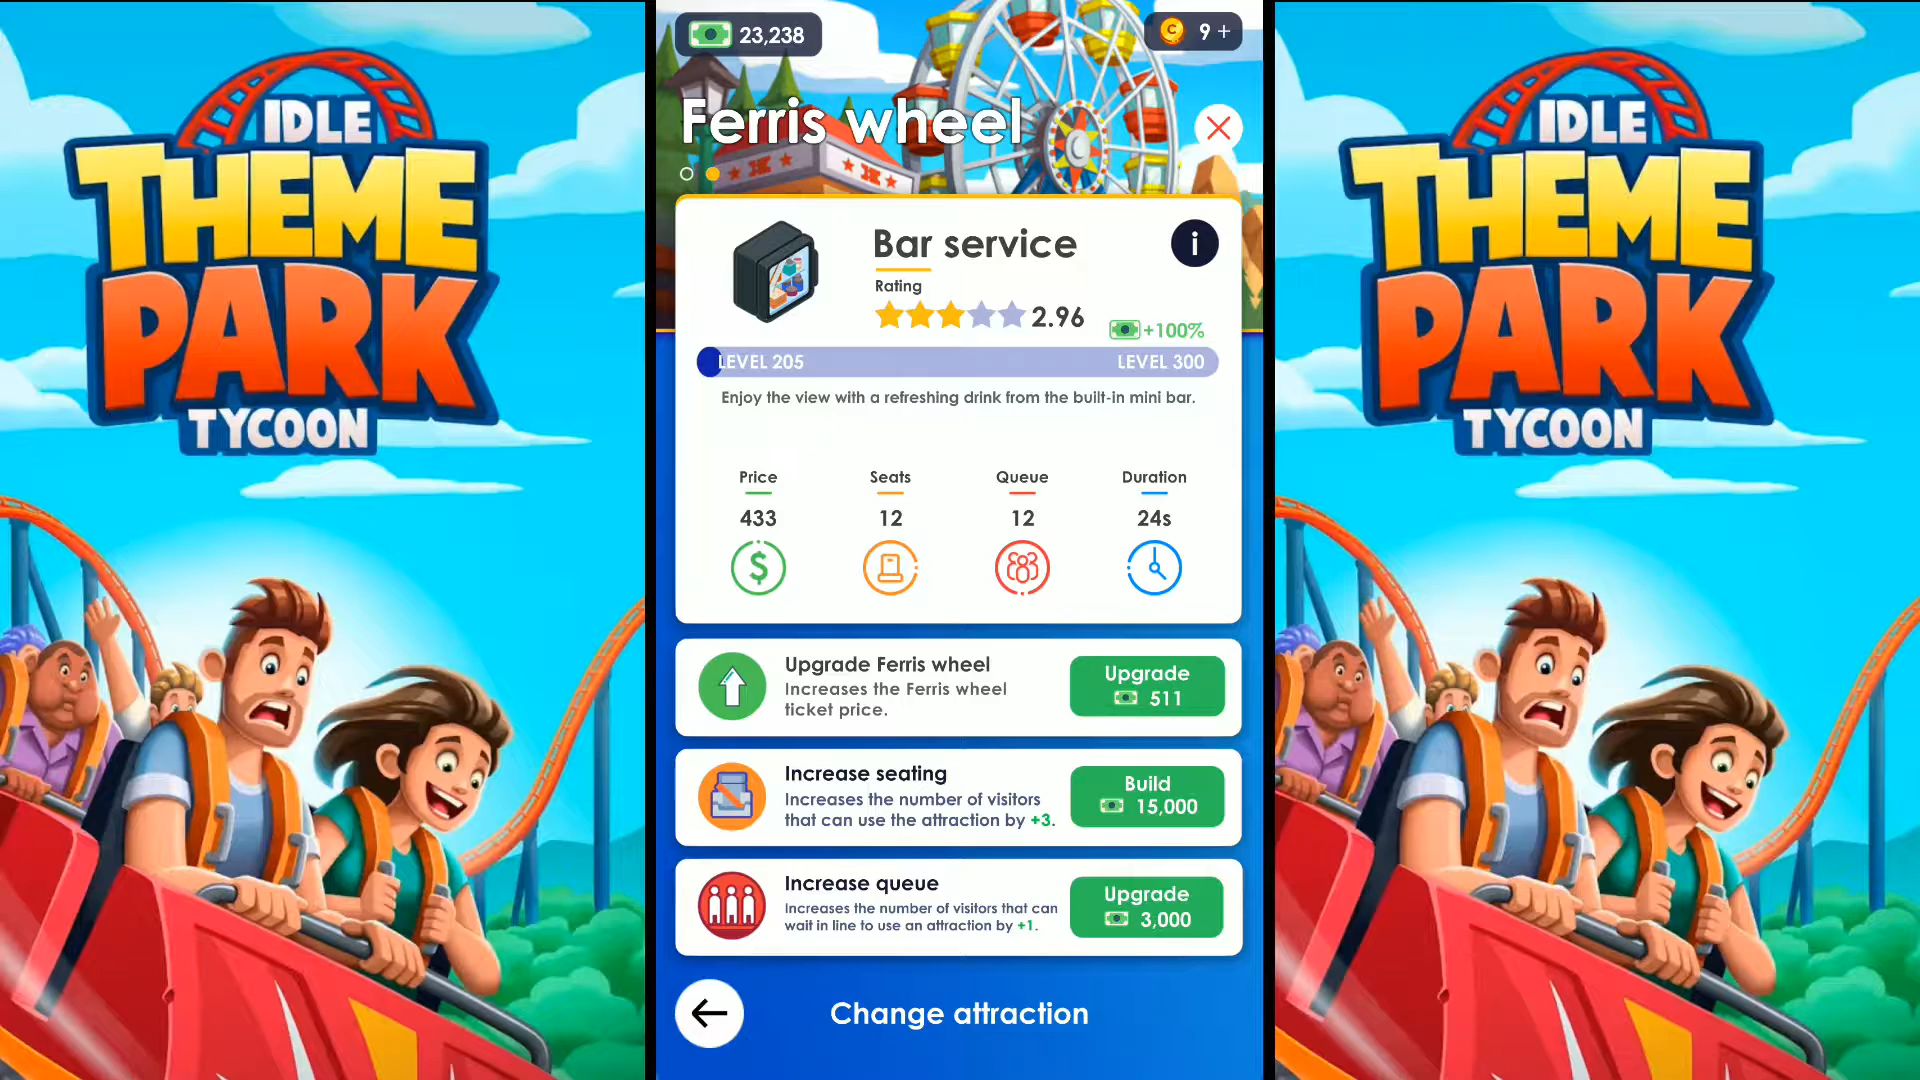 IDLE
THEME
PARK
TYCOON
23,238
C
9 +
Ferris wheel
Bar service
i
Rating
2.96
+100%
LEVEL 205
LEVEL 300
Enjoy the view with a refreshing drink from the built-in mini bar.
Price
Seats
Queue
Duration
433
12
12
24s
$
Upgrade Ferris wheel
Increases the Ferris wheel
ticket price.
Upgrade
511
Increase seating
Increases the number of visitors
that can use the attraction by +3.
Build
15,000
Increase queue
Increases the number of visitors that can
wait in line to use an attraction by +1.
Upgrade
3,000
Change attraction
IDLE
THEME
PARK
TYCOON